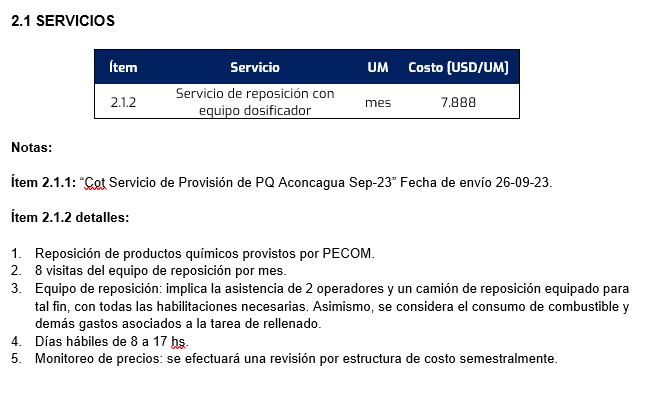 2.1 SERVICIOS
Ítem Servicio UM Costo (USD/UM)
2.1.2 Servicio de reposición con equipo dosificador mes 7.888
Notas:
Ítem 2.1.1: “Cot Servicio de Provisión de PQ Aconcagua Sep-23” Fecha de envío 26-09-23.
Ítem 2.1.2 detalles:
1. Reposición de productos químicos provistos por PECOM.
2. 8 visitas del equipo de reposición por mes.
3. Equipo de reposición: implica la asistencia de 2 operadores y un camión de reposición equipado para
tal fin, con todas las habilitaciones necesarias. Asimismo, se considera el consumo de combustible y
demás gastos asociados a la tarea de rellenado.
4. Días hábiles de 8 a 17 hs.
5. Monitoreo de precios: se efectuará una revisión por estructura de costo semestralmente.